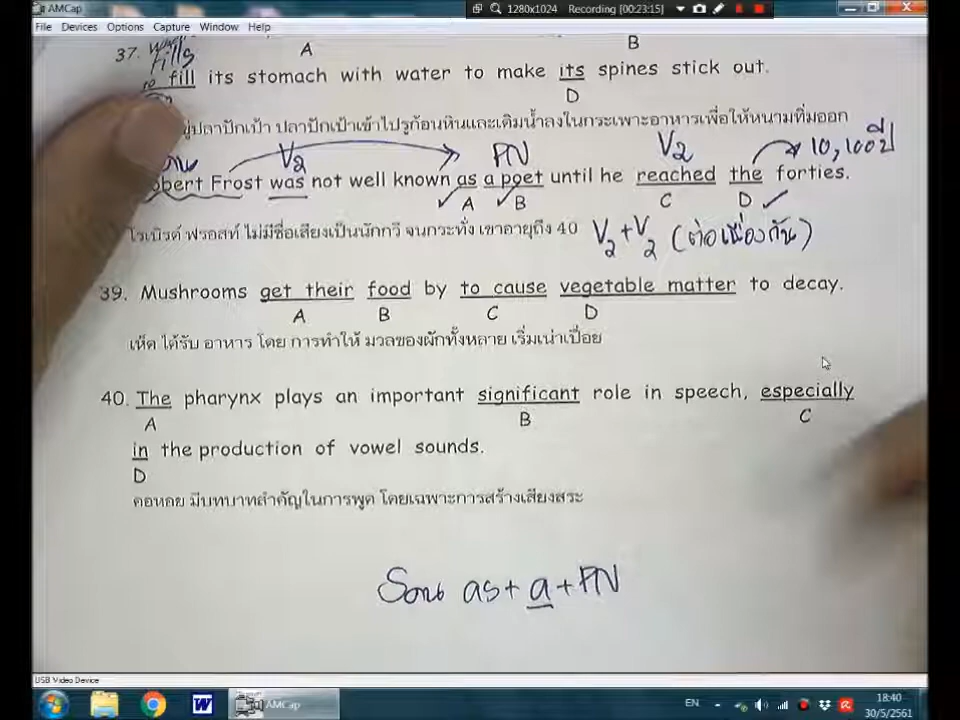 AMCap
1280x1024 Recording [00:23:15]
File Devices Options Capture Window Help
37. fills
A B
to fill its stomach with water to make its spines stick out.
D
ปลาปักเป้า ปลาปักเป้าเข้าไปรูก้อนหินและเติมน้ำลงในกระเพาะอาหารเพื่อให้หนามทิ่มออก
V2 PN V2 10, 100ปี
obert Frost was not well known as a poet until he reached the forties.
A B C D
โรเบิรต์ ฟรอสท์ ไม่มีชื่อเสียงเป็นนักกวี จนกระทั่ง เขาอายุถึง 40 V2+V2 (ต่อเนื่องกัน)
39. Mushrooms get their food by to cause vegetable matter to decay.
A B C D
เห็ด ได้รับ อาหาร โดย การทำให้ มวลของผักทั้งหลาย เริ่มเน่าเปื่อย
40. The pharynx plays an important significant role in speech, especially
A B C
in the production of vowel sounds.
D
คอหอย มีบทบาทสำคัญในการพูด โดยเฉพาะการสร้างเสียงสระ
as + a + PN
USB Video Device
AMCap EN 18:40
30/5/2561